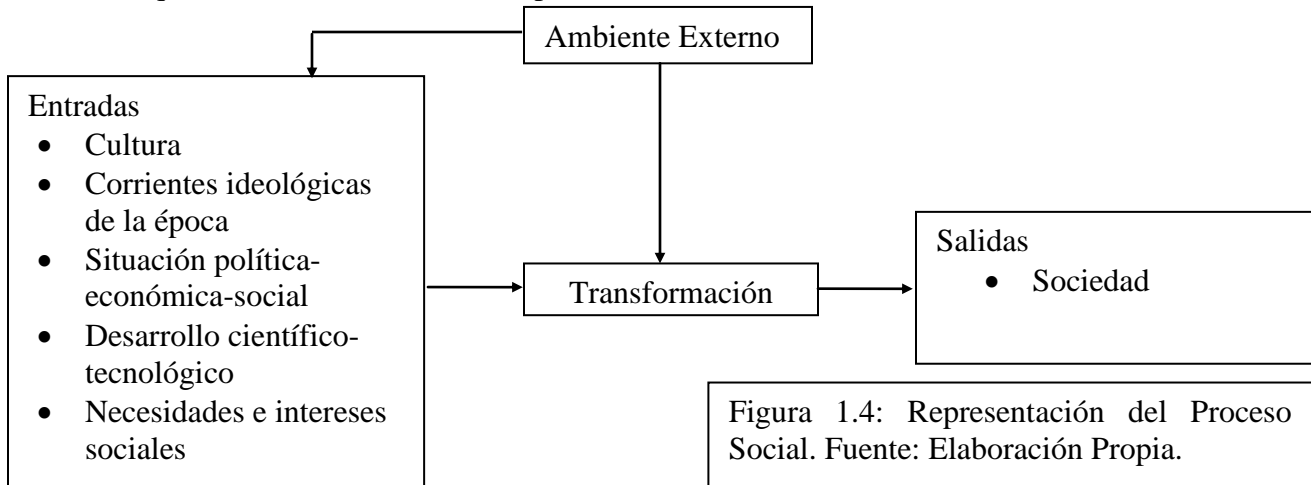 Ambiente Externo
Entradas
• Cultura
• Corrientes ideológicas
de la época
• Situación política-
económica-social
• Desarrollo científico-
tecnológico
• Necesidades e intereses
sociales
Transformación
Salidas
• Sociedad
Figura 1.4: Representación del Proceso
Social. Fuente: Elaboración Propia.